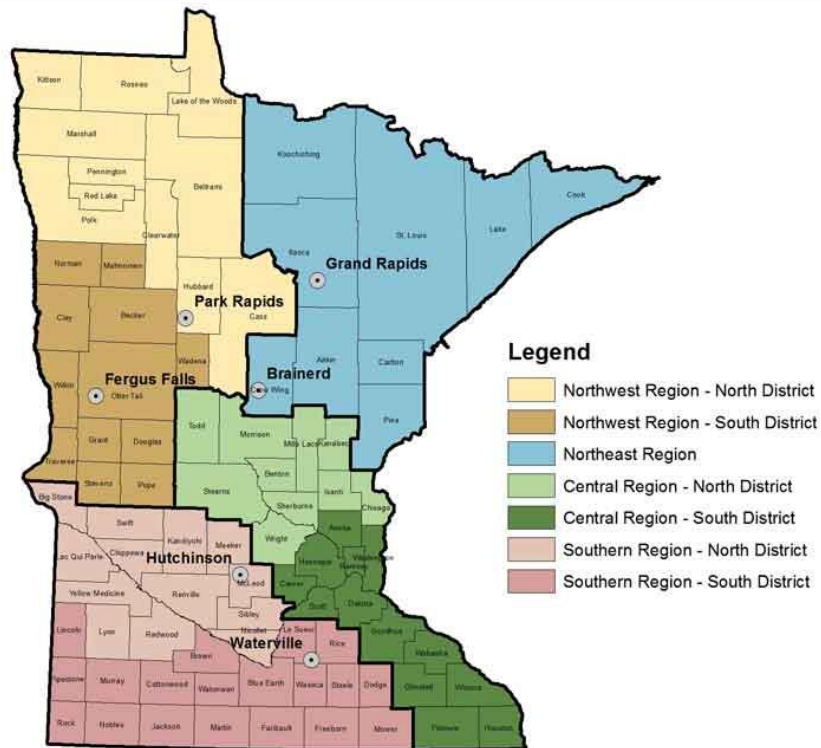 Kittson
Roseau
Lake of the Woods
Marshall
Koochiching
Pennington
Beltrami
Cook
Red Lake
Polk
Clearwater
St. Louis
Lake
Norman
Mahnomen
Itasca
Grand Rapids
Hubbard
Park Rapids
Cass
Clay
Becker
Aitkin
Carlton
Wadena
Wilkin
Fergus Falls
Brainerd
Otter Tail
Crow Wing
Pine
Todd
Morrison
Mille Lacs
Kanabec
Grant
Douglas
Traverse
Benton
Stevens
Pope
Stearns
Isanti
Big Stone
Sherburne
Chisago
Swift
Anoka
Kandiyohi
Meeker
Wright
Lac Qui Parle
Chippewa
Hutchinson
Hennepin
Washington
Ramsey
McLeod
Carver
Yellow Medicine
Renville
Scott
Dakota
Sibley
Lincoln
Lyon
Redwood
Nicollet
Le Sueur
Rice
Goodhue
Waterville
Brown
Wabasha
Pipestone
Murray
Cottonwood
Watonwan
Blue Earth
Waseca
Steele
Dodge
Olmsted
Winona
Rock
Nobles
Jackson
Martin
Faribault
Freeborn
Mower
Fillmore
Houston
Legend
Northwest Region - North District
Northwest Region - South District
Northeast Region
Central Region - North District
Central Region - South District
Southern Region - North District
Southern Region - South District